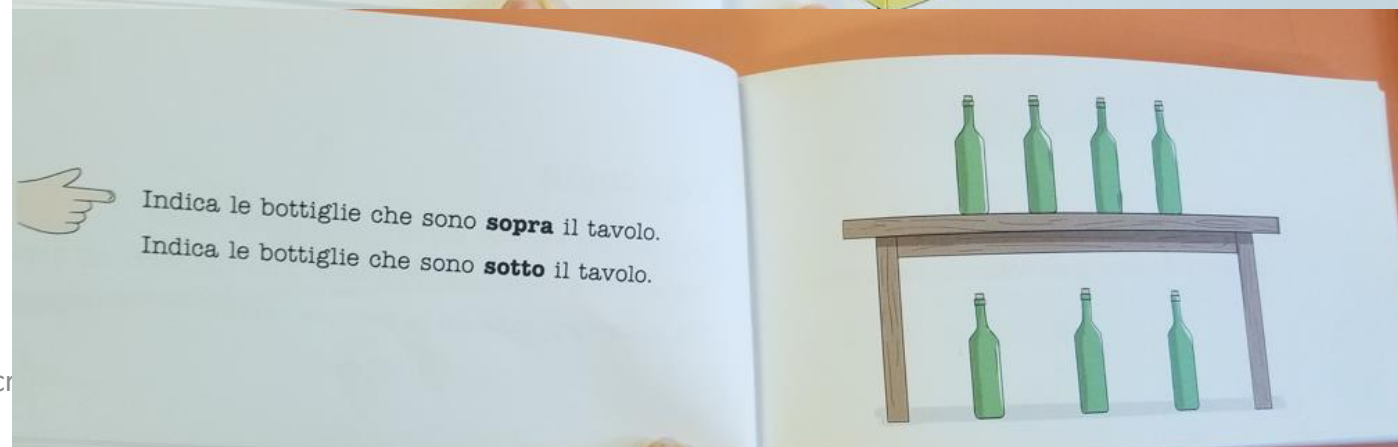 Indica le bottiglie che sono sopra il tavolo.
Indica le bottiglie che sono sotto il tavolo.